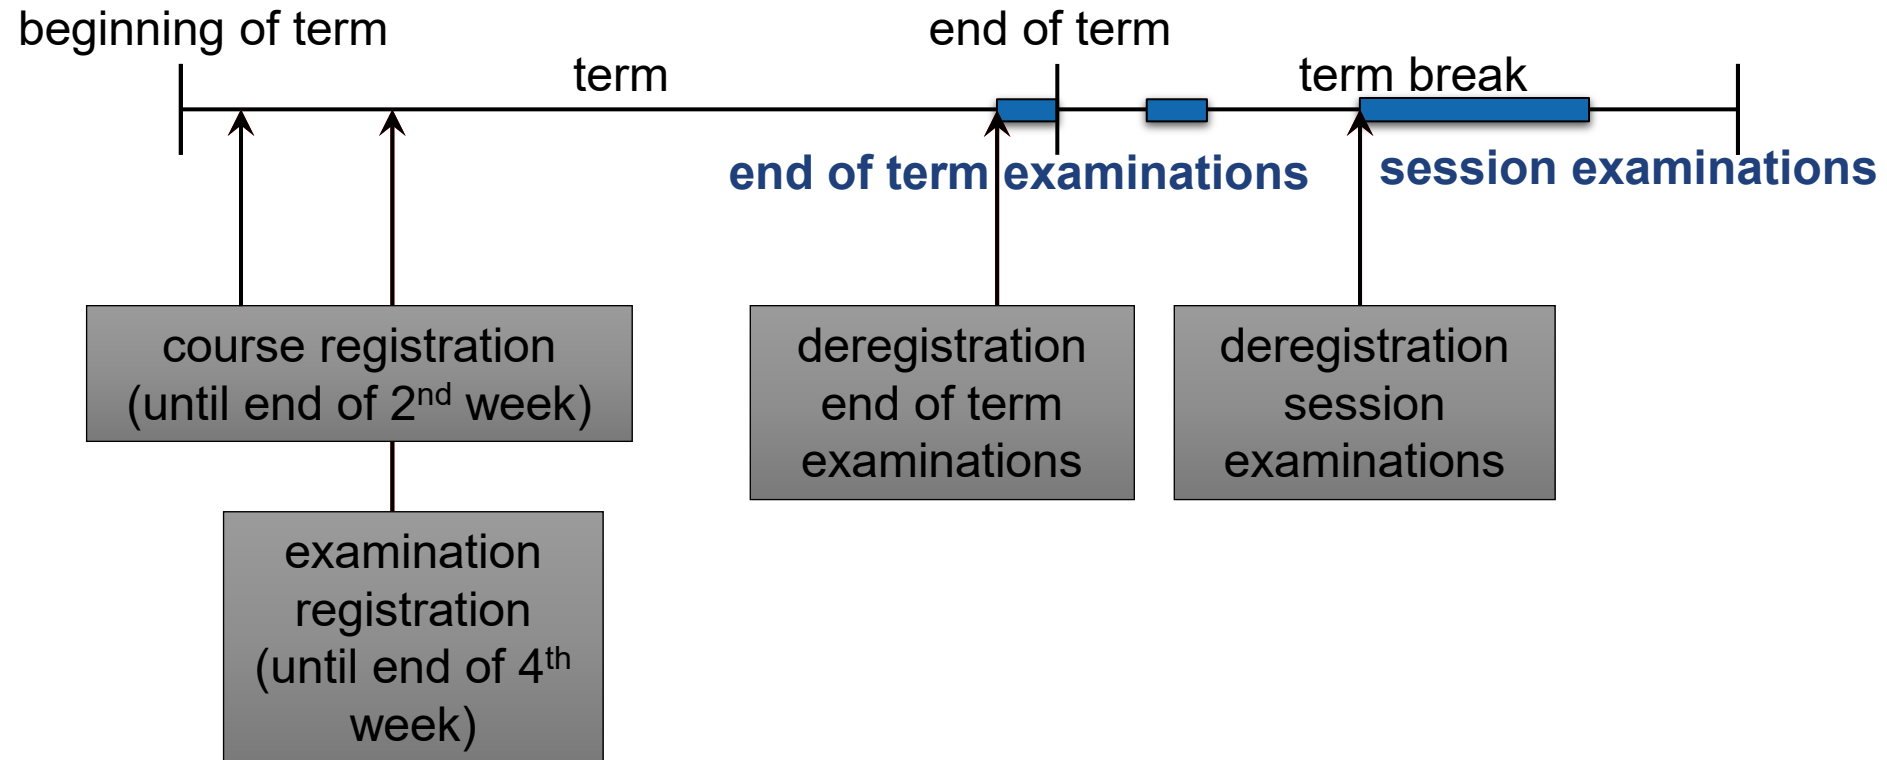 beginning of term
end of term
term
term break
end of term examinations
session examinations
course registration
(until end of 2nd week)
deregistration
end of term
examinations
deregistration
session
examinations
examination
registration
(until end of 4th
week)